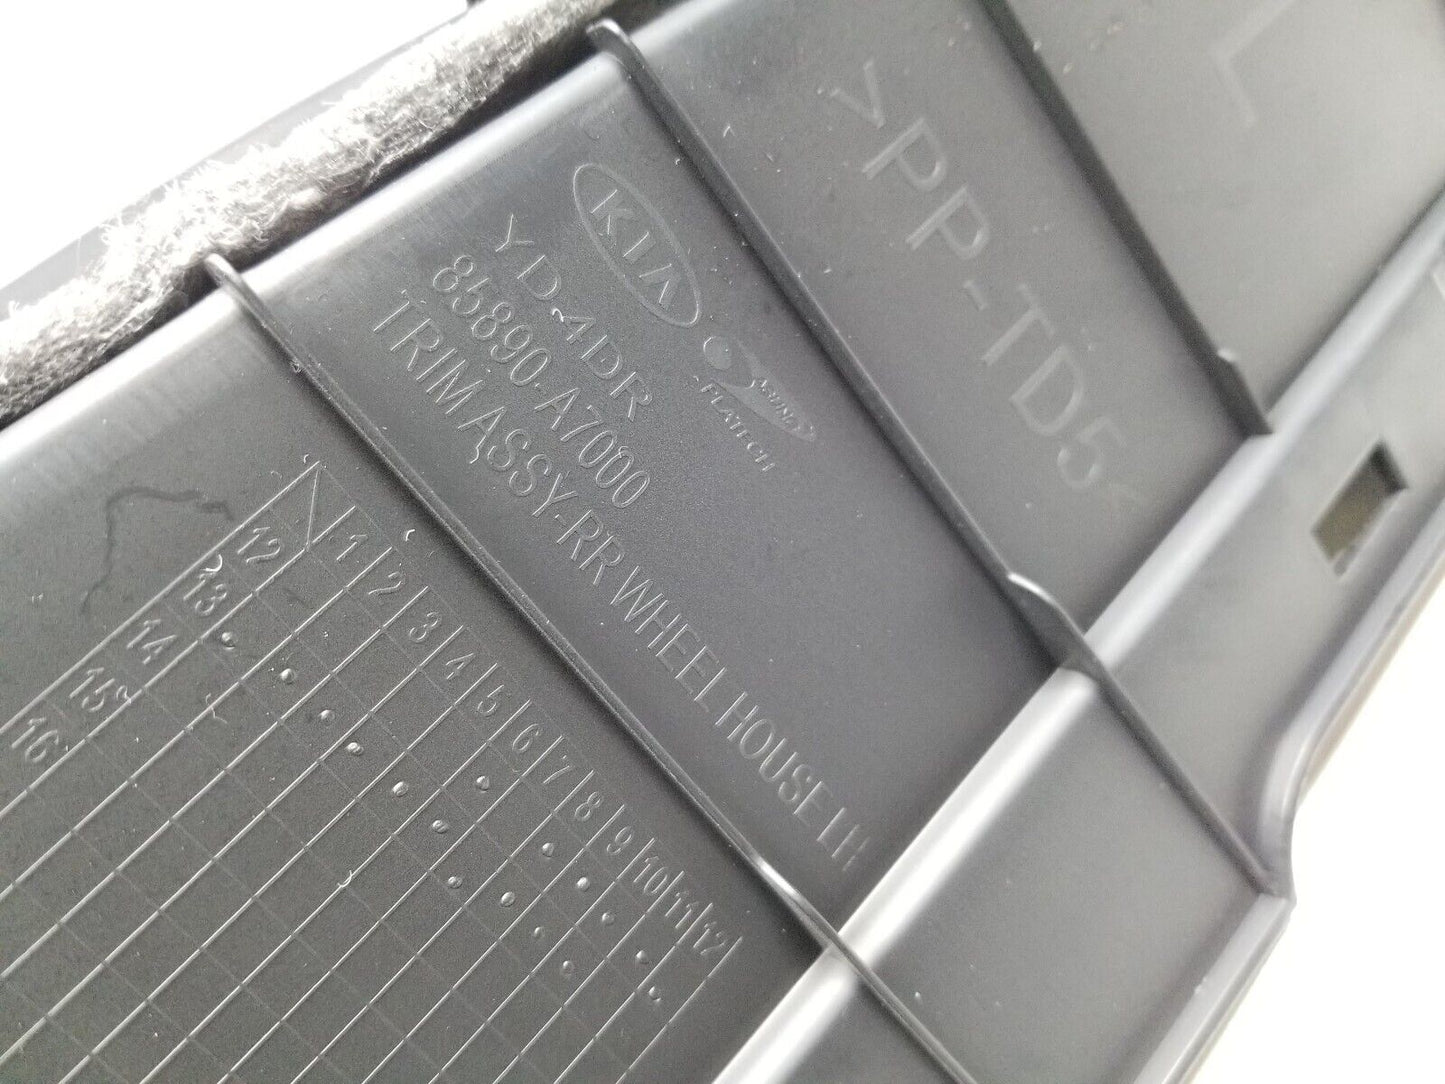 KIA
YD 4DR
85890-A7000
TRIM ASSY-RR WHEEL HOUSE LH
PLATECH
>PP-TD5<
1 2 3 4 5 6 7 8 9 10 11 12
12
13
14
15
16